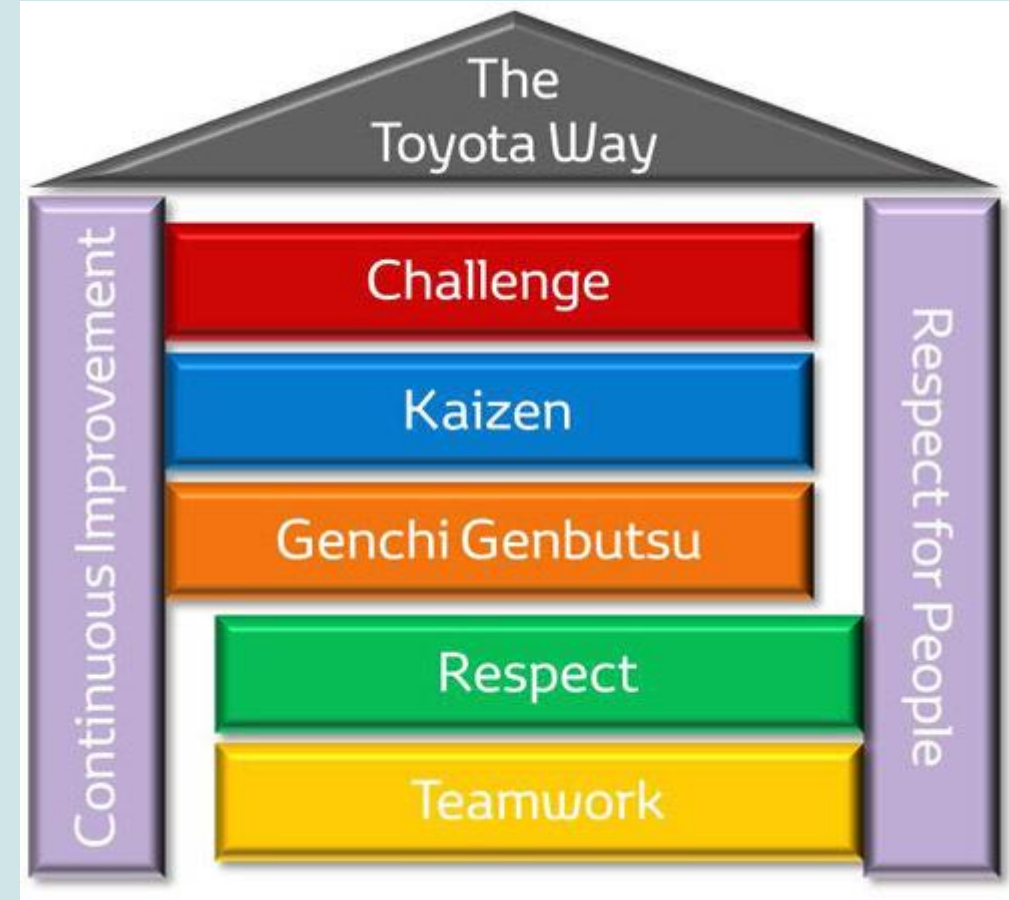 The
Toyota Way
Continuous Improvement
Challenge
Kaizen
Genchi Genbutsu
Respect
Teamwork
Respect for People